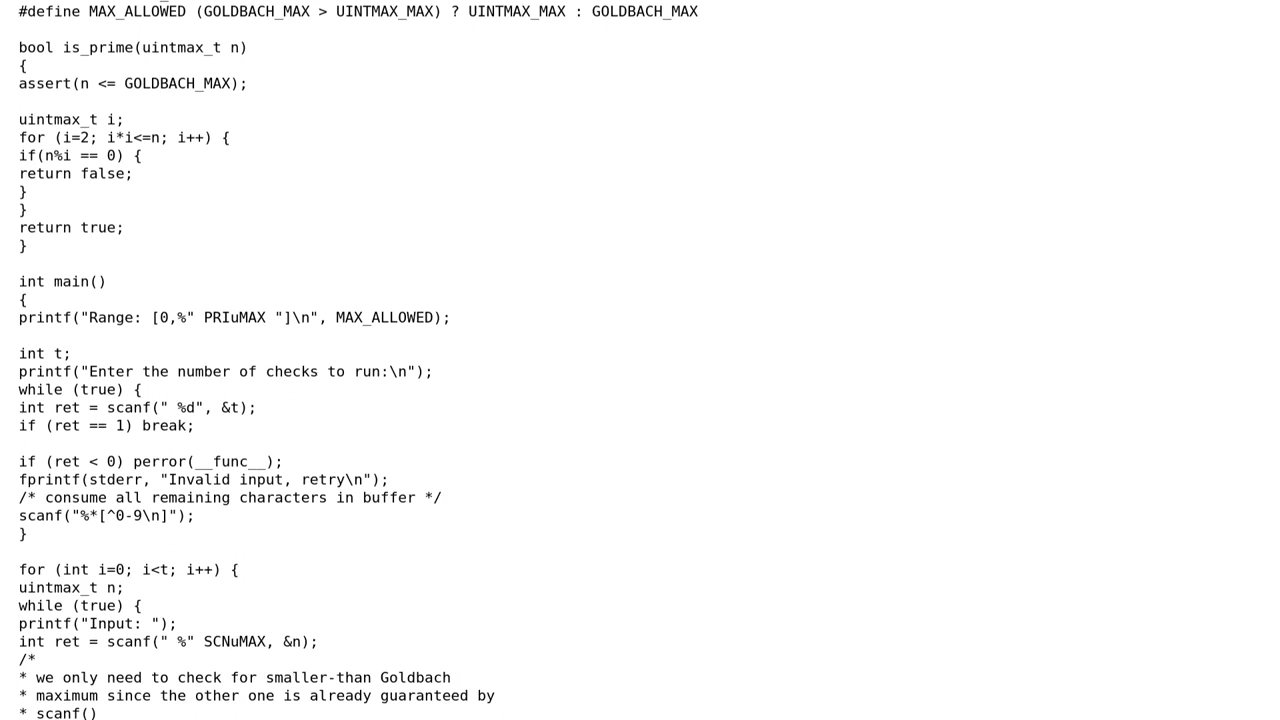 #define MAX_ALLOWED (GOLDBACH_MAX > UINTMAX_MAX) ? UINTMAX_MAX : GOLDBACH_MAX
bool is_prime(uintmax_t n)
{
assert(n <= GOLDBACH_MAX);
uintmax_t i;
for (i=2; i*i<=n; i++) {
if(n%i == 0) {
return false;
}
}
return true;
}
int main()
{
printf("Range: [0,%" PRIuMAX "]\n", MAX_ALLOWED);
int t;
printf("Enter the number of checks to run:\n");
while (true) {
int ret = scanf(" %d", &t);
if (ret == 1) break;
if (ret < 0) perror(__func__);
fprintf(stderr, "Invalid input, retry\n");
/* consume all remaining characters in buffer */
scanf("%*[^0-9\n]");
}
for (int i=0; i<t; i++) {
uintmax_t n;
while (true) {
printf("Input: ");
int ret = scanf(" %" SCNuMAX, &n);
/*
* we only need to check for smaller-than Goldbach
* maximum since the other one is already guaranteed by
* scanf()